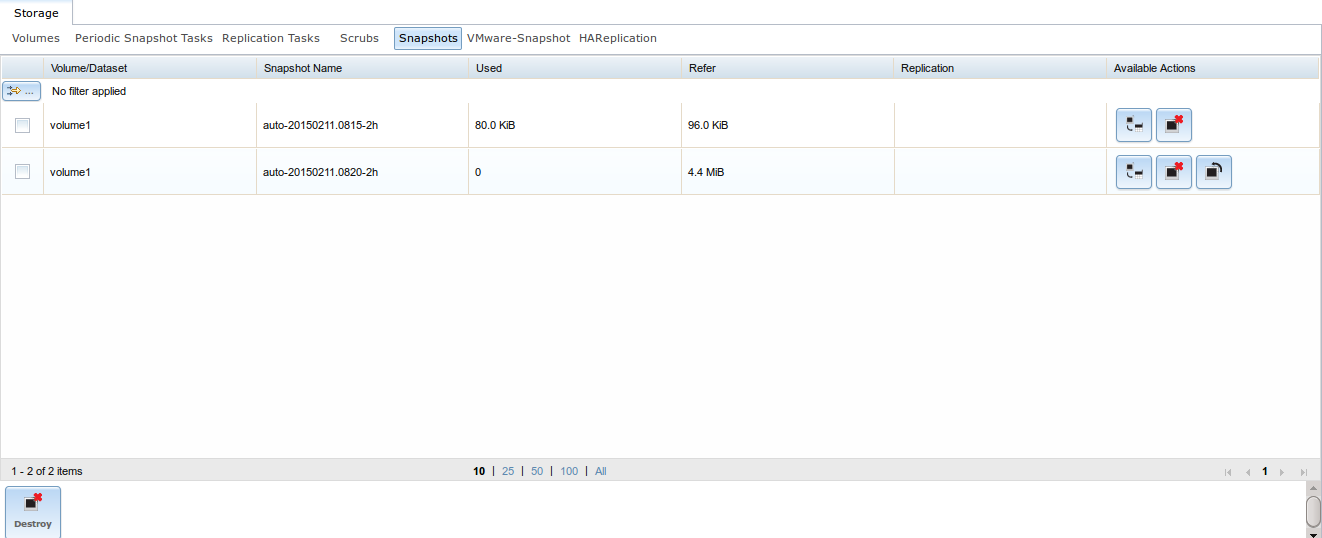 Storage
Volumes Periodic Snapshot Tasks Replication Tasks Scrubs Snapshots VMware-Snapshot HAReplication
Volume/Dataset Snapshot Name Used Refer Replication Available Actions
... No filter applied
volume1 auto-20150211.0815-2h 80.0 KiB 96.0 KiB
volume1 auto-20150211.0820-2h 0 4.4 MiB
1 - 2 of 2 items 10 | 25 | 50 | 100 | All 1
Destroy